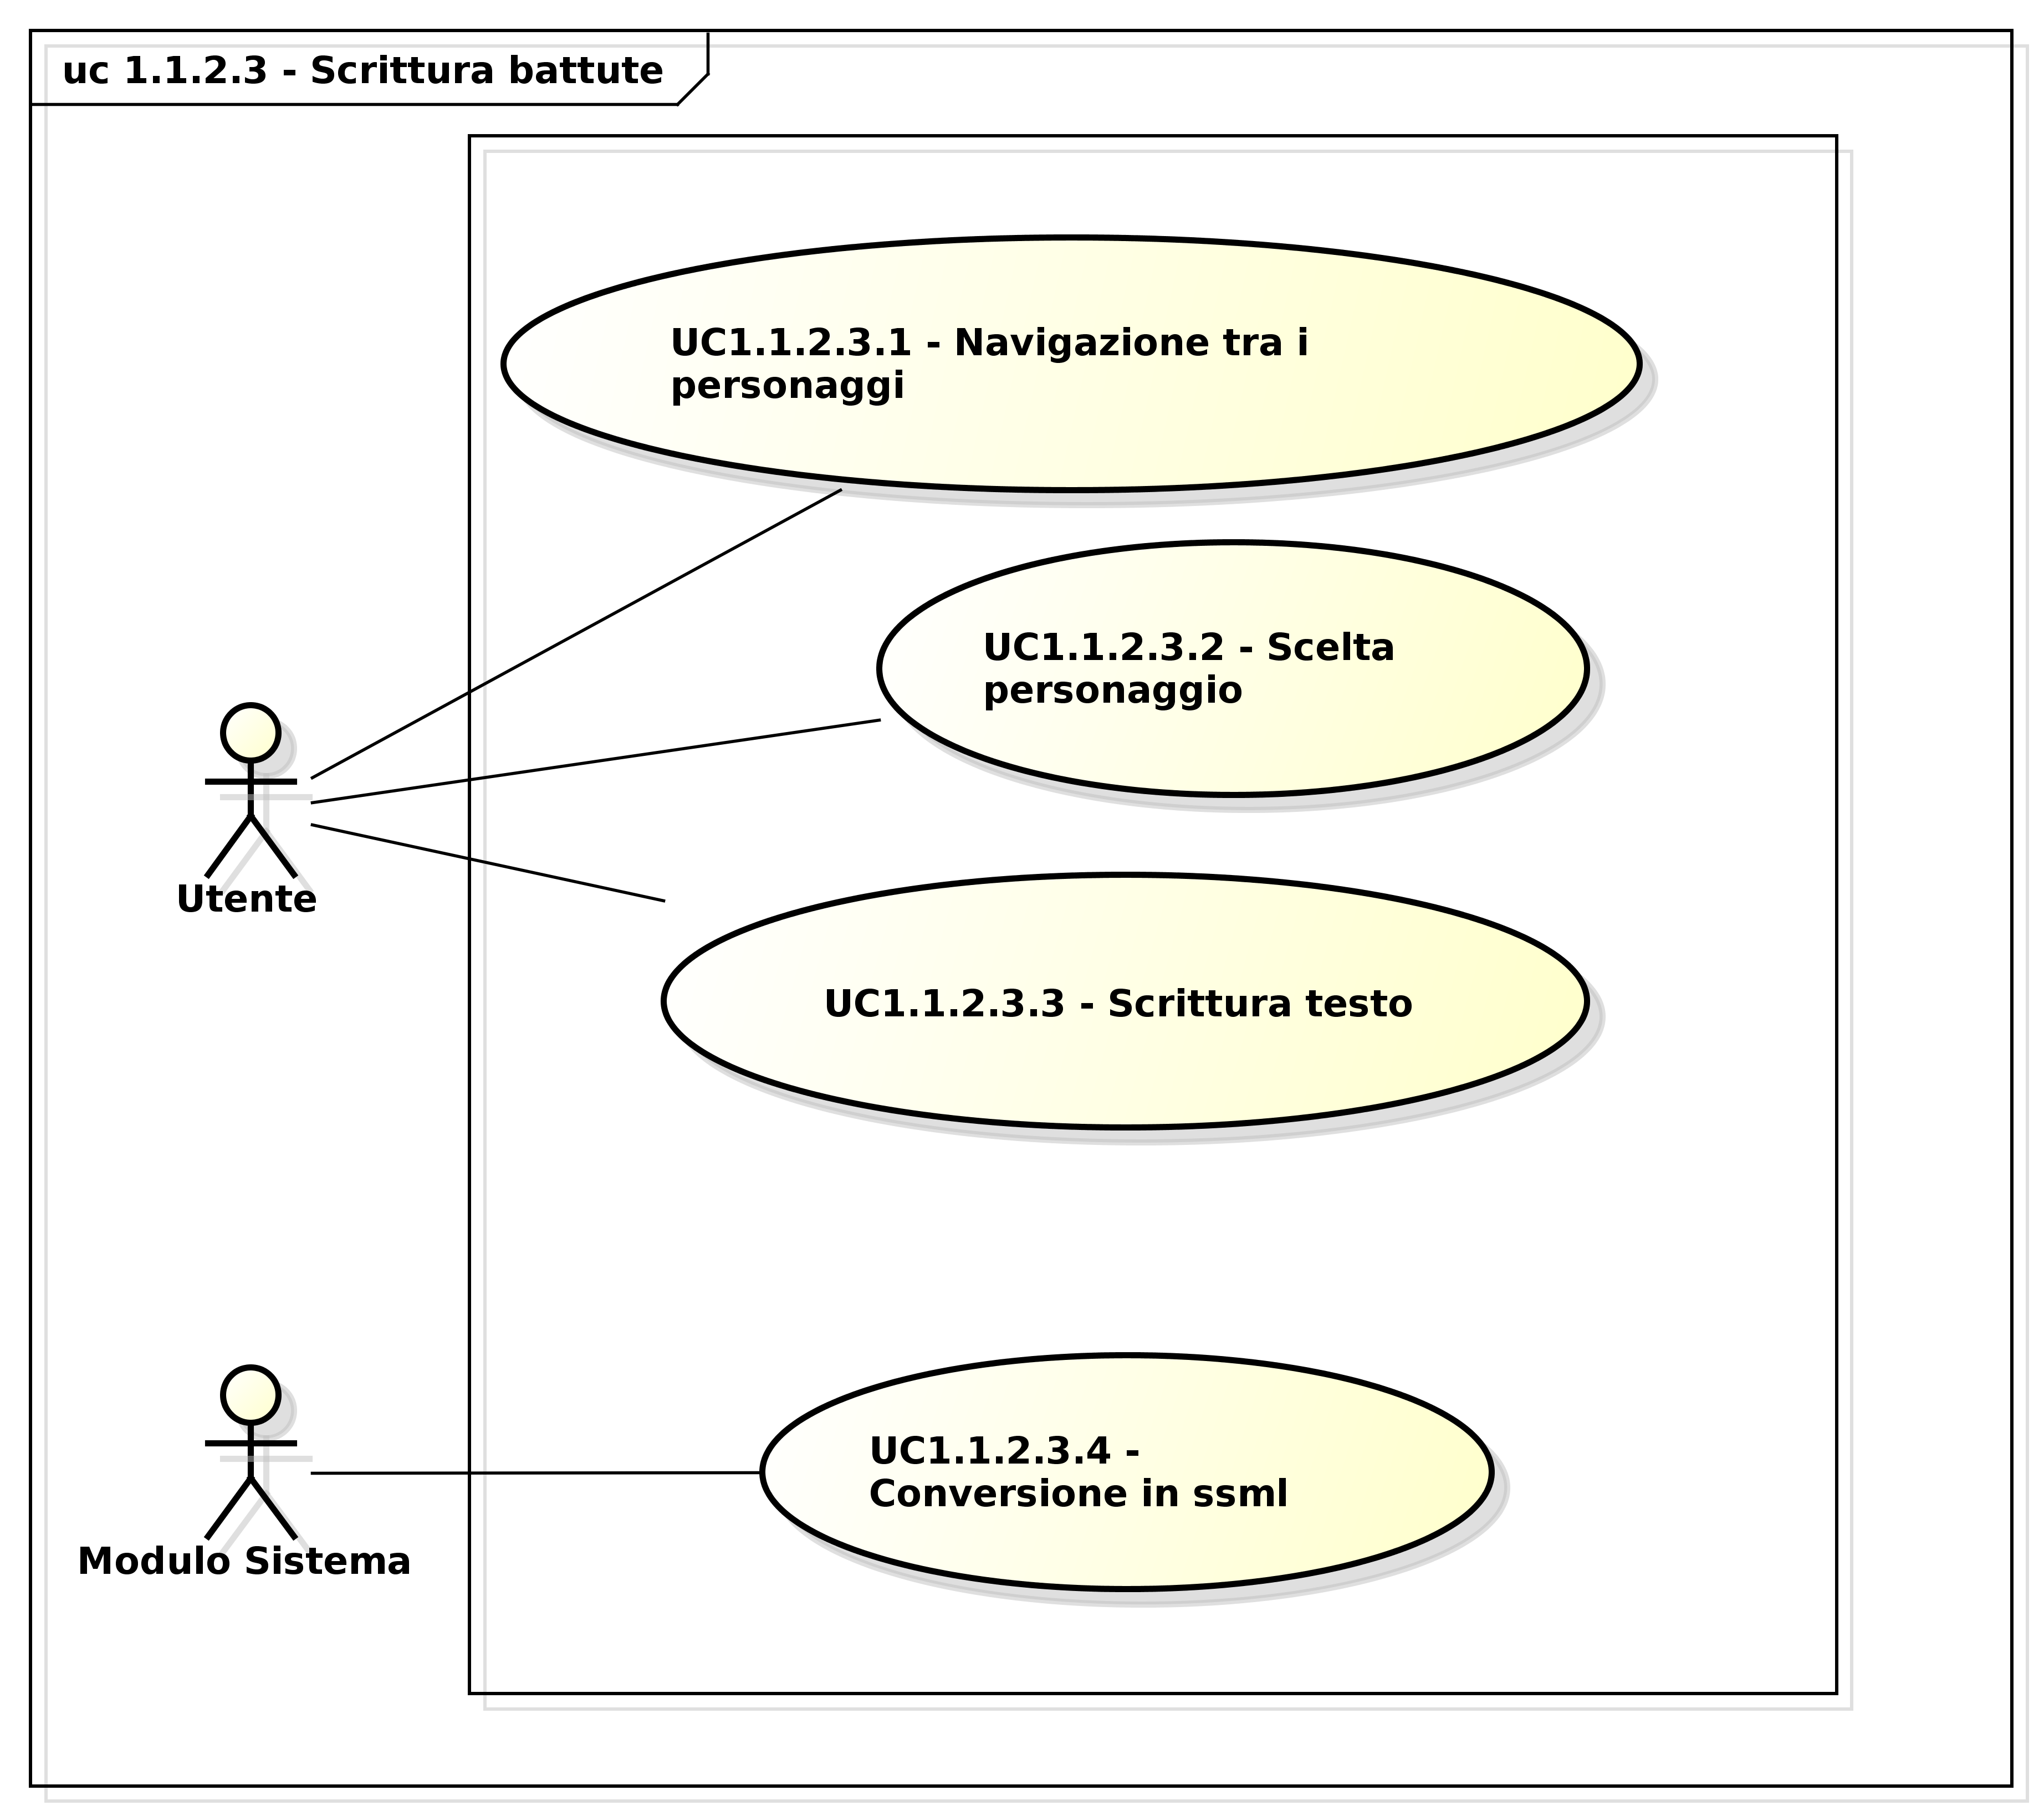 uc 1.1.2.3 - Scrittura battute
UC1.1.2.3.1 - Navigazione tra i
personaggi
UC1.1.2.3.2 - Scelta
personaggio
Utente
UC1.1.2.3.3 - Scrittura testo
UC1.1.2.3.4 -
Conversione in ssml
Modulo Sistema